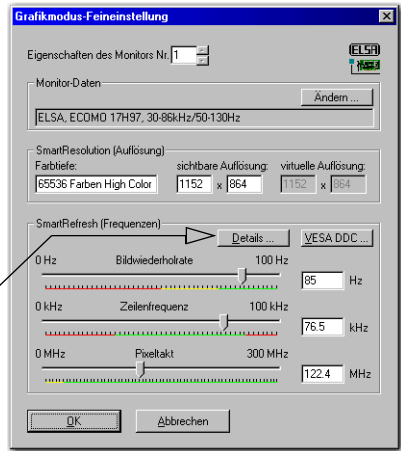 Grafikmodus-Feineinstellung
Eigenschaften des Monitors Nr. 1
ELSA
Monitor-Daten
Ändern ...
ELSA, ECOMO 17H97, 30-86kHz/50-130Hz
SmartResolution (Auflösung)
Farbtiefe: sichtbare Auflösung: virtuelle Auflösung:
65536 Farben High Color 1152 x 864 1152 x 864
SmartRefresh (Frequenzen)
Details ... VESA DDC ...
0 Hz Bildwiederholrate 100 Hz
85 Hz
0 kHz Zeilenfrequenz 100 kHz
76.5 kHz
0 MHz Pixeltakt 300 MHz
122.4 MHz
OK Abbrechen